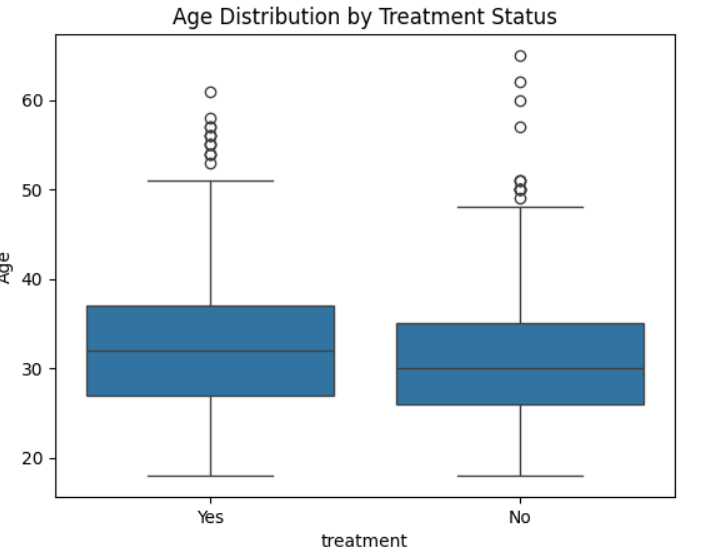 Age Distribution by Treatment Status
Age
60
50
40
30
20
Yes No
treatment